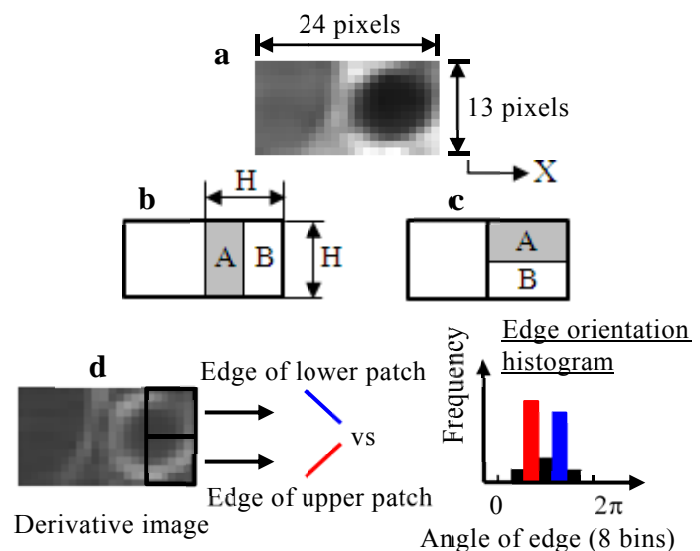 24 pixels
a
13 pixels
X
b
H
A
B
H
c
A
B
d
Edge of lower patch
vs
Edge of upper patch
Derivative image
Edge orientation
histogram
Frequency
0
2π
Angle of edge (8 bins)